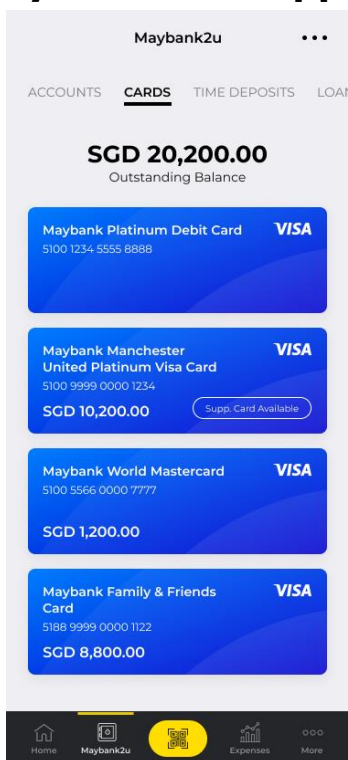 Maybank2u
ACCOUNTS CARDS TIME DEPOSITS LOAN
SGD 20,200.00
Outstanding Balance
Maybank Platinum Debit Card VISA
5100 1234 5555 8888
Maybank Manchester VISA
United Platinum Visa Card
5100 9999 0000 1234
SGD 10,200.00 Supp. Card Available
Maybank World Mastercard VISA
5100 5566 0000 7777
SGD 1,200.00
Maybank Family & Friends VISA
Card
5188 9999 0000 1122
SGD 8,800.00
Home Maybank2u Expenses More